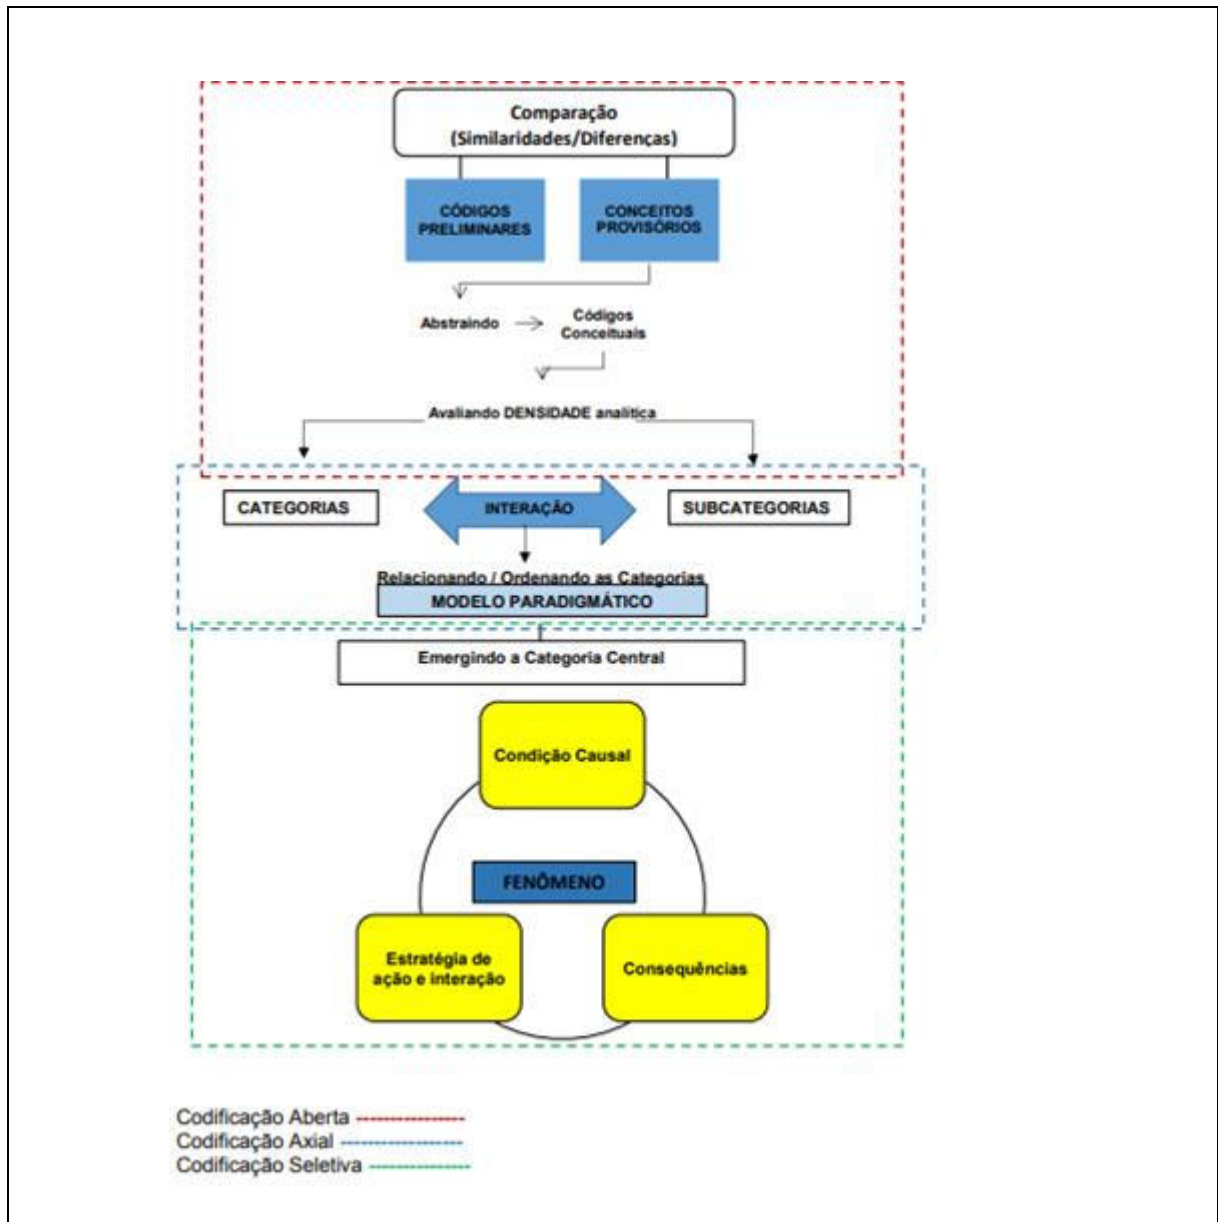 Comparação
(Similaridades/Diferenças)
CÓDIGOS
PRELIMINARES
CONCEITOS
PROVISÓRIOS
Abstraindo
Códigos
Conceituais
Avaliando DENSIDADE analítica
CATEGORIAS
INTERAÇÃO
SUBCATEGORIAS
Relacionando / Ordenando as Categorias
MODELO PARADIGMÁTICO
Emergindo a Categoria Central
Condição Causal
FENÔMENO
Estratégia de
ação e interação
Consequências
Codificação Aberta
Codificação Axial
Codificação Seletiva